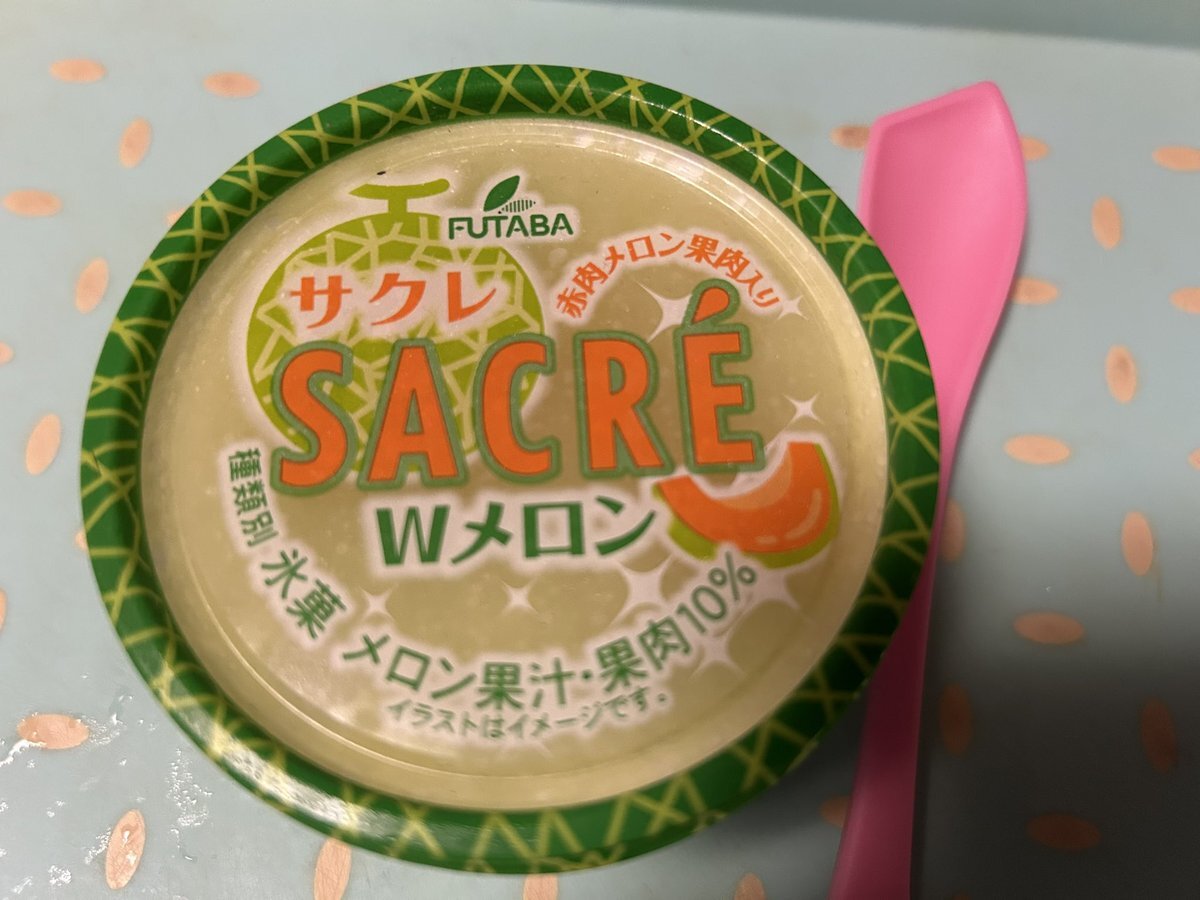 FUTABA
サクレ
赤肉メロン果肉入り
SACRÉ
Wメロン
種類別 氷菓 メロン果汁・果肉10%
イラストはイメージです。